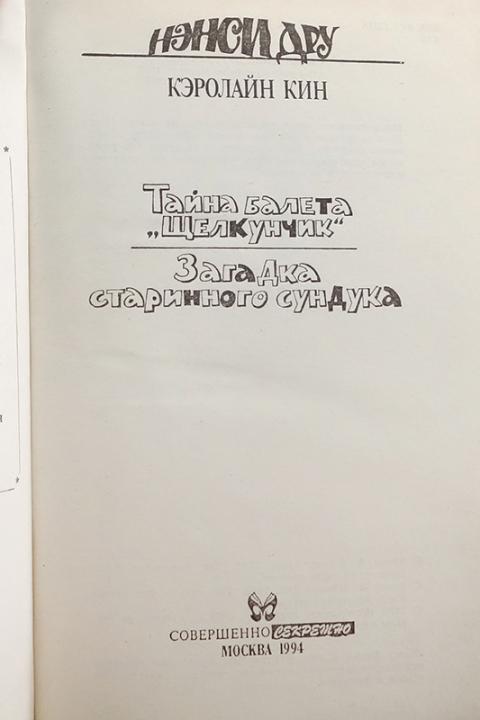 НЭНСИ ДРУ
КЭРОЛАЙН КИН
ТАЙНА БАЛЕТА
„ЩЕЛКУНЧИК“
ЗАГАДКА
СТАРИННОГО СУНДУКА
СОВЕРШЕННО СЕКРЕТНО
МОСКВА 1994